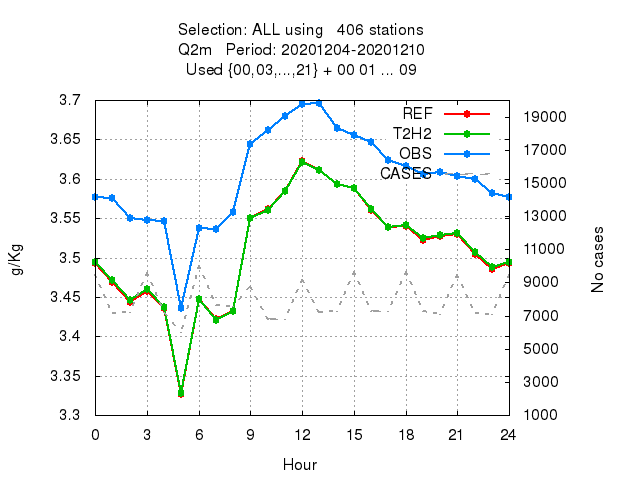 Selection: ALL using   406 stations
Q2m   Period: 20201204-20201210
Used {00,03,...,21} + 00 01 ... 09
REF
T2H2
OBS
CASES
3.7
3.65
3.6
3.55
3.5
3.45
3.4
3.35
3.3
g/Kg
19000
17000
15000
13000
11000
9000
7000
5000
3000
1000
No cases
0 3 6 9 12 15 18 21 24
Hour